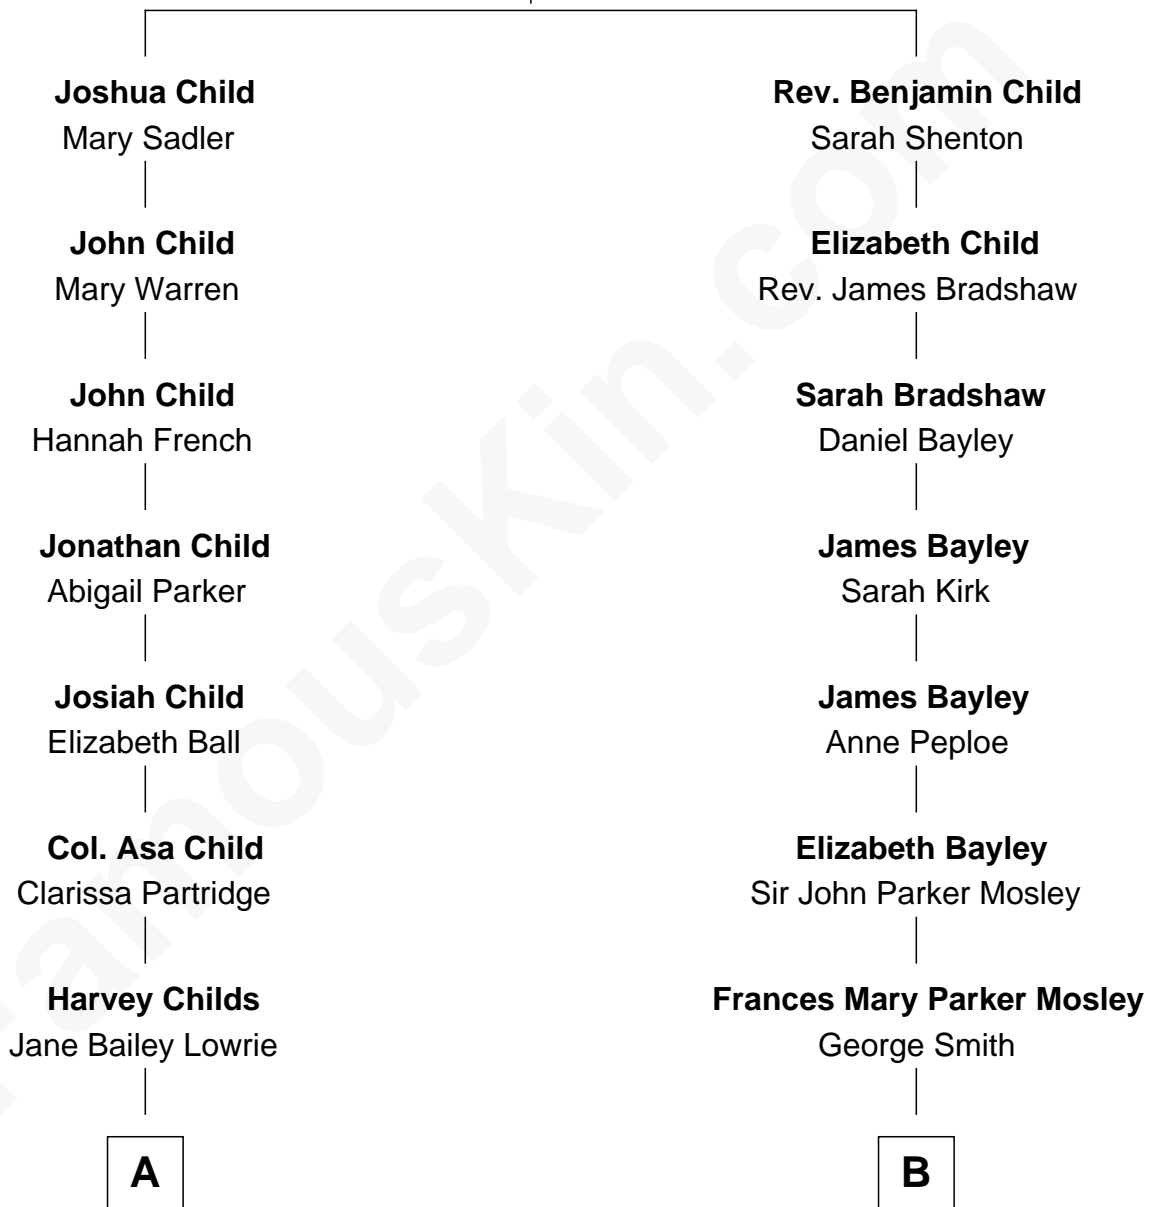 Joshua Child
Mary Sadler
John Child
Mary Warren
John Child
Hannah French
Jonathan Child
Abigail Parker
Josiah Child
Elizabeth Ball
Col. Asa Child
Clarissa Partridge
Harvey Childs
Jane Bailey Lowrie
A
Rev. Benjamin Child
Sarah Shenton
Elizabeth Child
Rev. James Bradshaw
Sarah Bradshaw
Daniel Bayley
James Bayley
Sarah Kirk
James Bayley
Anne Peploe
Elizabeth Bayley
Sir John Parker Mosley
Frances Mary Parker Mosley
George Smith
B
FamousKin.com